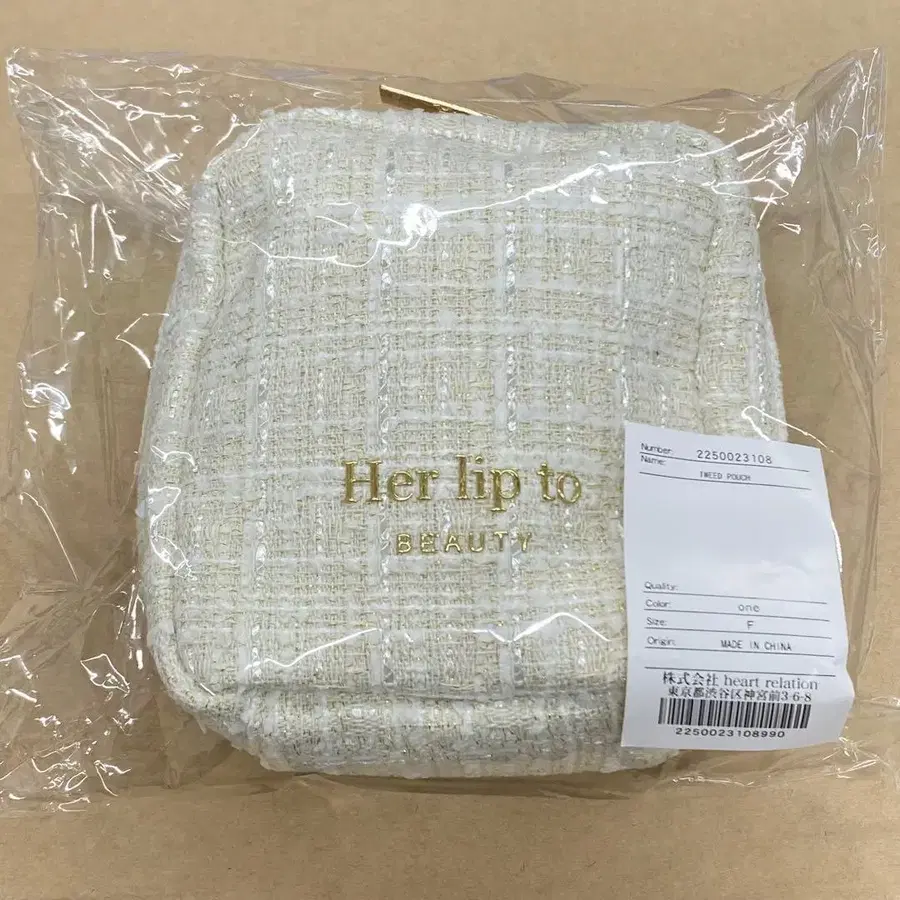 Her lip to
BEAUTY
Number: 2250023108
Name: TWEED POUCH
Quality:
Color: one
Size: F
Origin: MADE IN CHINA
株式会社 heart relation
東京都渋谷区神宮前3-6-8
2250023108990